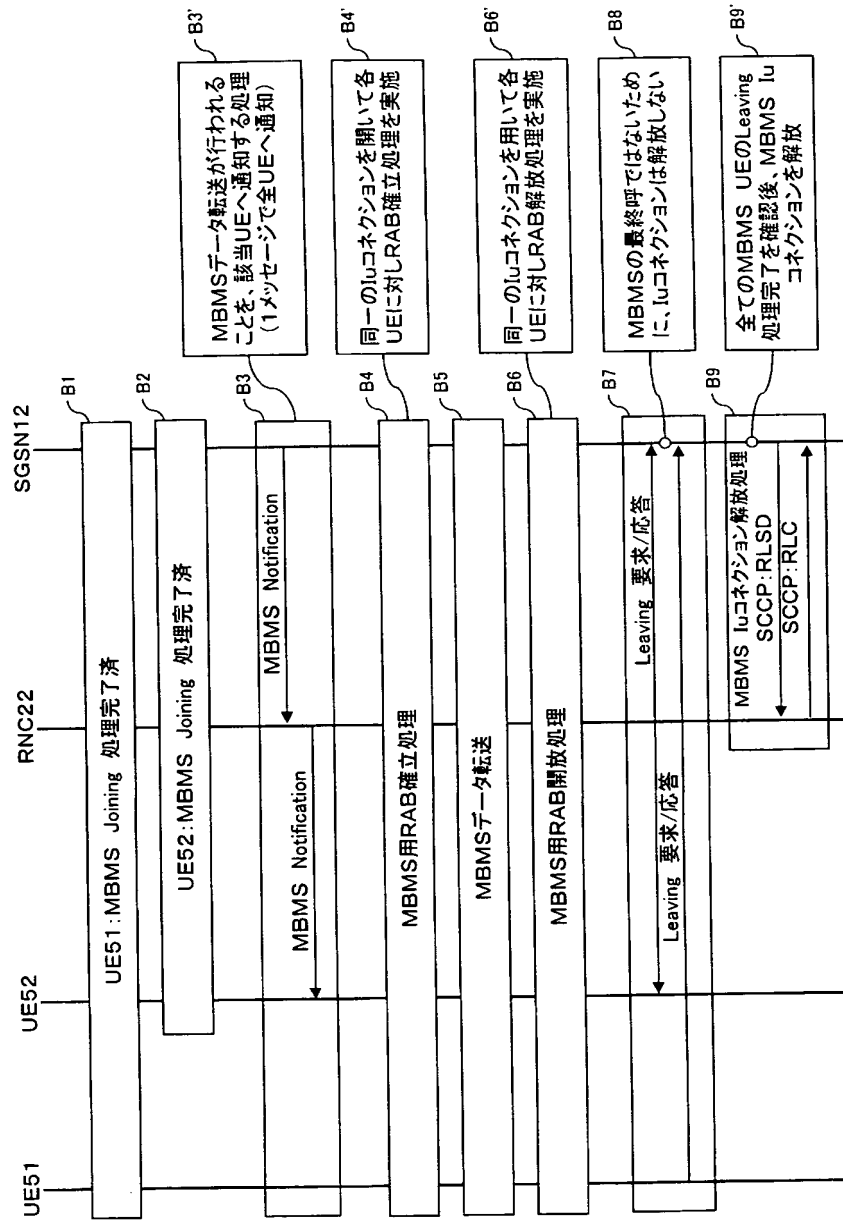 UE51
UE52
RNC22
SGSN12
UE51:MBMS Joining 処理完了済
B1
UE52:MBMS Joining 処理完了済
B2
MBMS Notification
MBMS Notification
B3
MBMSデータ転送が行われる
ことを、該当UEへ通知する処理
(1メッセージで全UEへ通知)
B3'
MBMS用RAB確立処理
B4
同一のIuコネクションを開いて各
UEに対しRAB確立処理を実施
B4'
MBMSデータ転送
B5
MBMS用RAB開放処理
B6
同一のIuコネクションを用いて各
UEに対しRAB解放処理を実施
B6'
Leaving 要求/応答
Leaving 要求/応答
B7
MBMSの最終呼ではないため
に、Iuコネクションは解放しない
B8
MBMS Iuコネクション解放処理
SCCP:RLSD
SCCP:RLC
B9
全てのMBMS UEのLeaving
処理完了を確認後、MBMS Iu
コネクションを解放
B9'